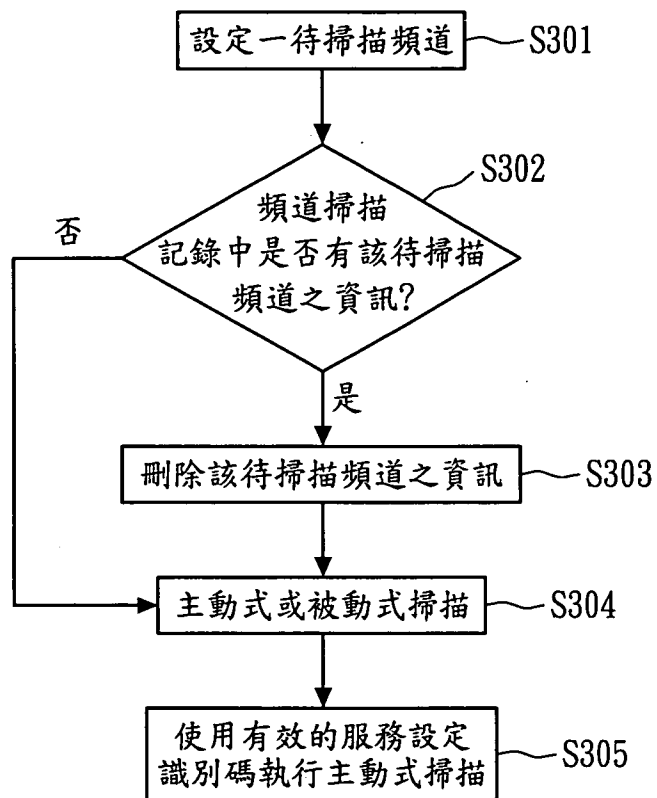 設定一待掃描頻道
S301
S302
頻道掃描
記錄中是否有該待掃描
頻道之資訊?
否
是
刪除該待掃描頻道之資訊
S303
主動式或被動式掃描
S304
使用有效的服務設定
識別碼執行主動式掃描
S305